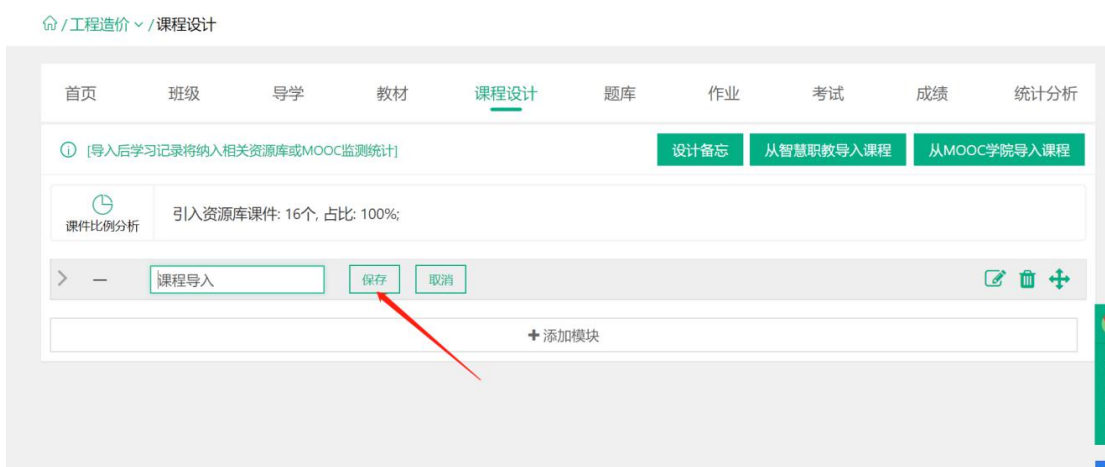 /工程造价 /课程设计
首页 班级 导学 教材 课程设计 题库 作业 考试 成绩 统计分析
[导入后学习记录将纳入相关资源库或MOOC监测统计] 设计备忘 从智慧职教导入课程 从MOOC学院导入课程
课件比例分析 引入资源库课件: 16个, 占比: 100%;
一 课程导入 保存 取消
+添加模块